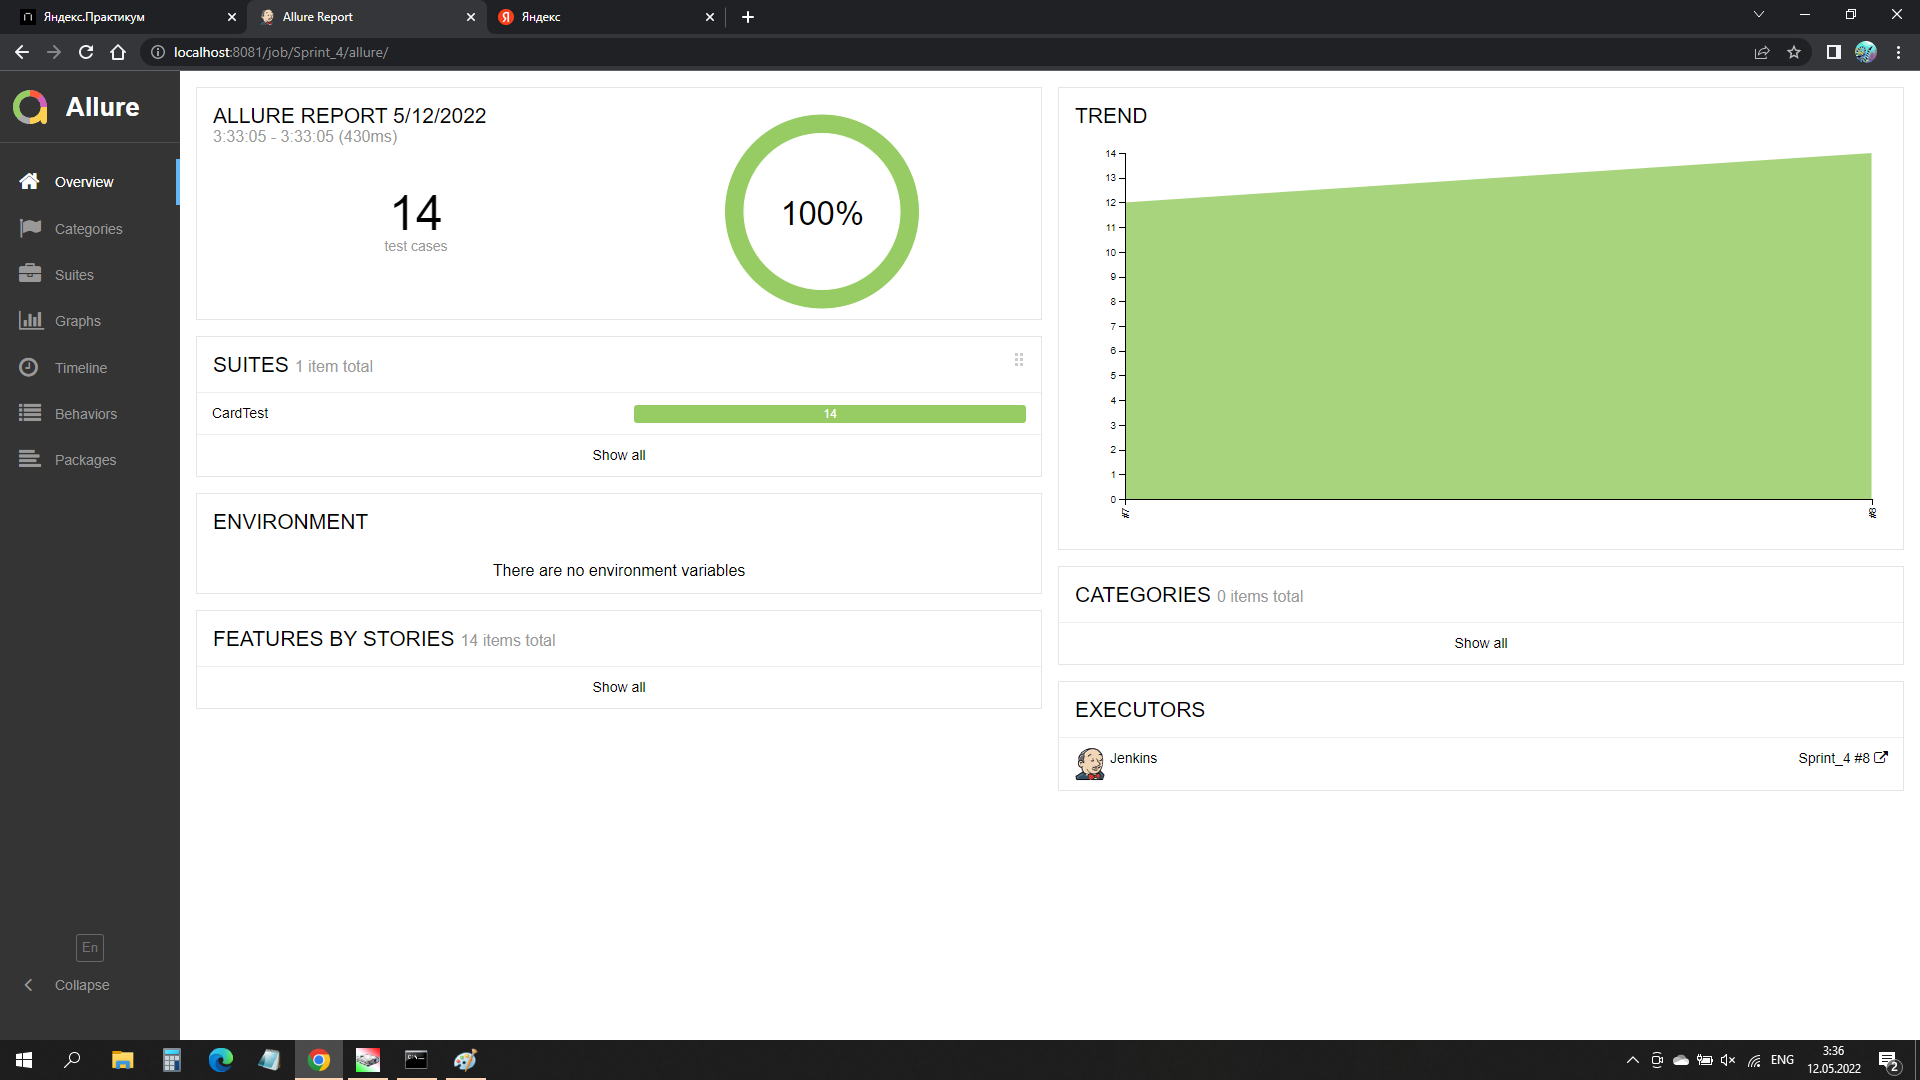 Яндекс.Практикум
Allure Report
Яндекс
localhost:8081/job/Sprint_4/allure/
Allure
Overview
Categories
Suites
Graphs
Timeline
Behaviors
Packages
En
Collapse
ALLURE REPORT 5/12/2022
3:33:05 - 3:33:05 (430ms)
14
test cases
100%
SUITES 1 item total
CardTest
14
Show all
ENVIRONMENT
There are no environment variables
FEATURES BY STORIES 14 items total
Show all
TREND
14
13
12
11
10
9
8
7
6
5
4
3
2
1
0
#7
#8
CATEGORIES 0 items total
Show all
EXECUTORS
Jenkins
Sprint_4 #8
ENG
3:36
12.05.2022
2